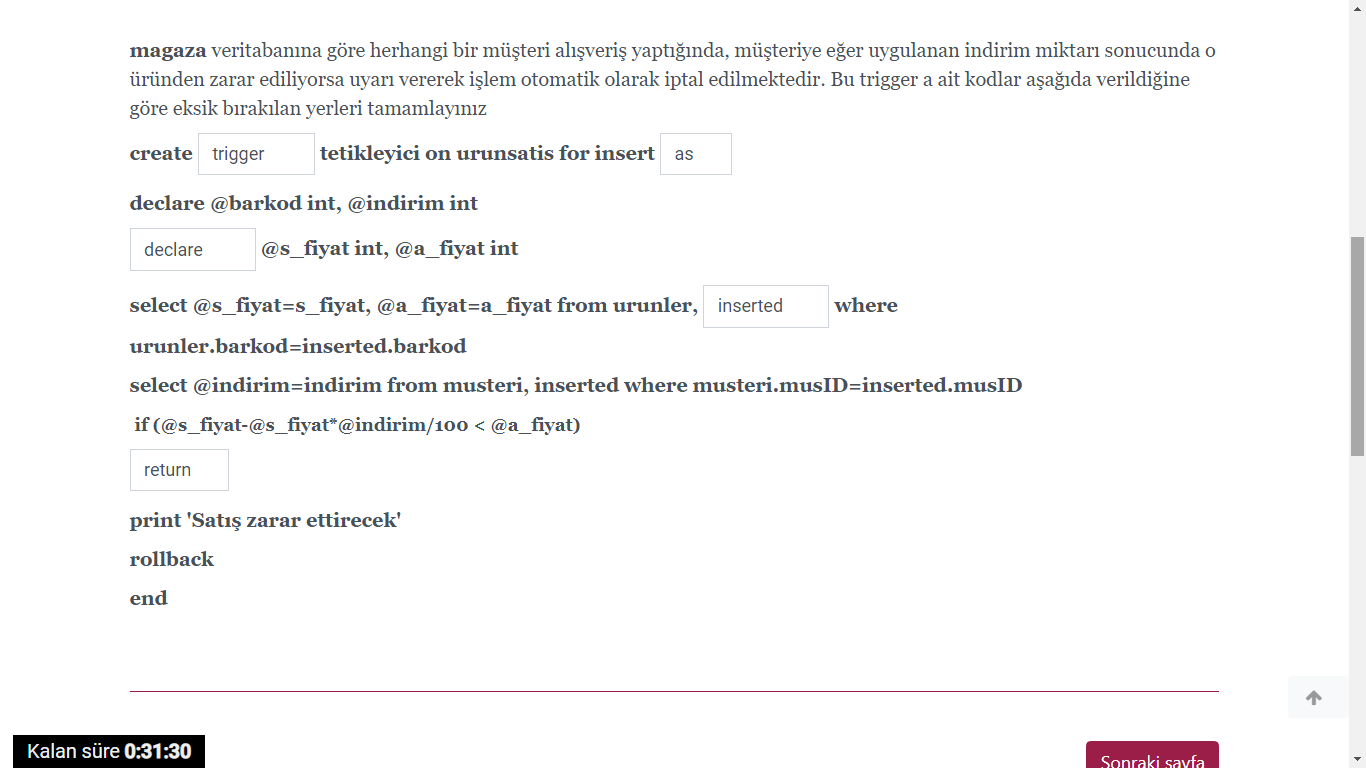 magaza veritabanına göre herhangi bir müşteri alışveriş yaptığında, müşteriye eğer uygulanan indirim miktarı sonucunda o
üründen zarar ediliyorsa uyarı vererek işlem otomatik olarak iptal edilmektedir. Bu trigger a ait kodlar aşağıda verildiğine
göre eksik bırakılan yerleri tamamlayınız
create trigger tetikleyici on urunsatis for insert as
declare @barkod int, @indirim int
declare @s_fiyat int, @a_fiyat int
select @s_fiyat=s_fiyat, @a_fiyat=a_fiyat from urunler, inserted where
urunler.barkod=inserted.barkod
select @indirim=indirim from musteri, inserted where musteri.musID=inserted.musID
if (@s_fiyat-@s_fiyat*@indirim/100 < @a_fiyat)
return
print 'Satış zarar ettirecek'
rollback
end
Kalan süre 0:31:30
Sonraki sayfa